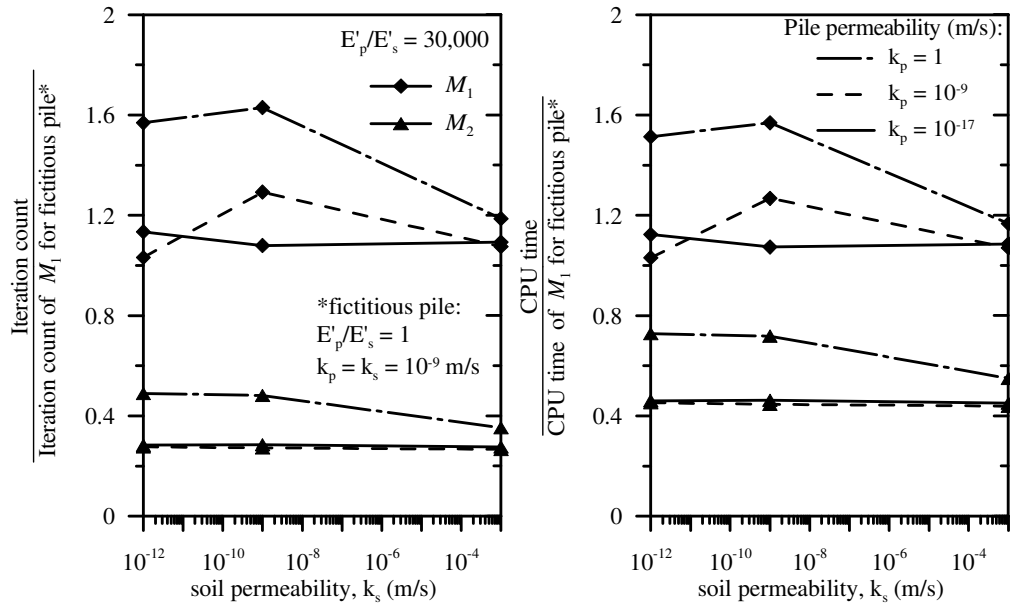 Iteration count
Iteration count of M₁ for fictitious pile*
2
1.6
1.2
0.8
0.4
0
E'ₚ/E'ₛ = 30,000
M₁
M₂
*fictitious pile:
E'ₚ/E'ₛ = 1
kₚ = kₛ = 10⁻⁹ m/s
10⁻¹² 10⁻¹⁰ 10⁻⁸ 10⁻⁶ 10⁻⁴
soil permeability, kₛ (m/s)
CPU time
CPU time of M₁ for fictitious pile*
2
1.6
1.2
0.8
0.4
0
Pile permeability (m/s):
kₚ = 1
kₚ = 10⁻⁹
kₚ = 10⁻¹⁷
10⁻¹² 10⁻¹⁰ 10⁻⁸ 10⁻⁶ 10⁻⁴
soil permeability, kₛ (m/s)